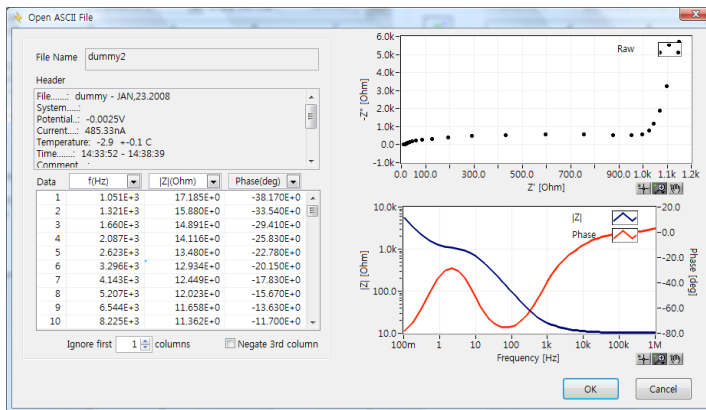 Open ASCII File
File Name dummy2
Header
File.......: dummy - JAN,23.2008
System.....:
Potential..: -0.0025V
Current....: 485.33nA
Temperature: -2.9 +-0.1 C
Time.......: 14:33:52 - 14:38:39
Comment
Data f(Hz) |Z|(Ohm) Phase(deg)
1 1.051E+3 17.185E+0 -38.170E+0
2 1.321E+3 15.880E+0 -33.540E+0
3 1.660E+3 14.891E+0 -29.410E+0
4 2.087E+3 14.116E+0 -25.830E+0
5 2.623E+3 13.480E+0 -22.780E+0
6 3.296E+3 12.934E+0 -20.150E+0
7 4.143E+3 12.449E+0 -17.830E+0
8 5.207E+3 12.023E+0 -15.670E+0
9 6.544E+3 11.658E+0 -13.630E+0
10 8.225E+3 11.362E+0 -11.700E+0
Ignore first 1 columns Negate 3rd column
6.0k
5.0k
4.0k
3.0k
2.0k
1.0k
0.0
-1.0k
-Z" [Ohm]
Raw
0.0 100.0 300.0 500.0 700.0 900.0 1.1k 1.2k
Z' [Ohm]
10.0k
1.0k
100.0
10.0
|Z| [Ohm]
|Z|
Phase
20.0
-0.0
-20.0
-40.0
-60.0
-80.0
Phase [deg]
100m 1 10 100 1k 10k 100k 1M
Frequency [Hz]
OK Cancel